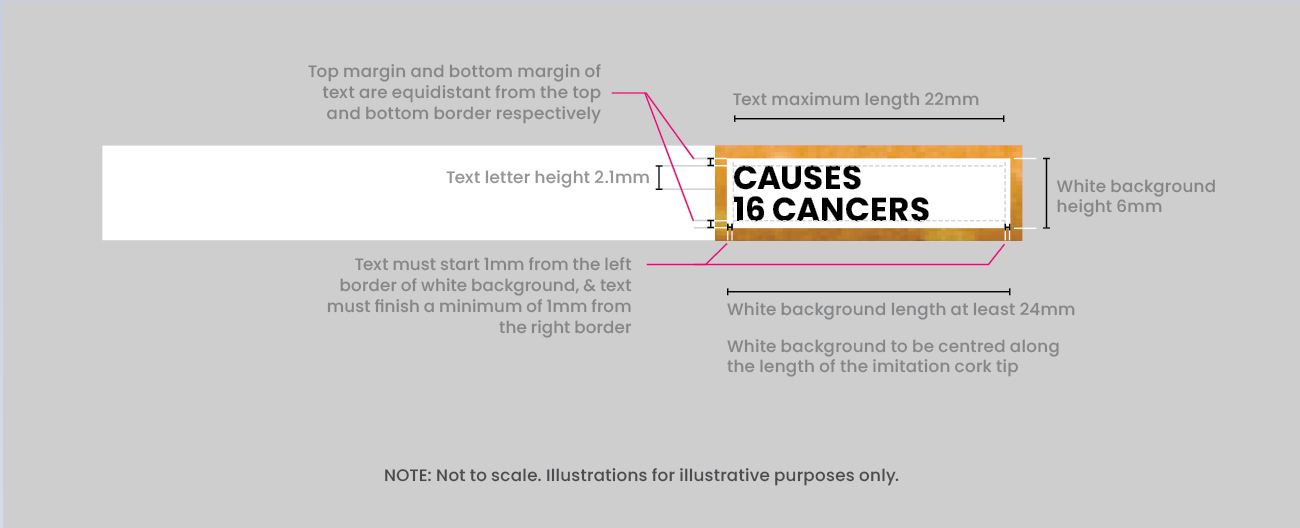 Top margin and bottom margin of
text are equidistant from the top
and bottom border respectively
Text maximum length 22mm
Text letter height 2.1mm
CAUSES
16 CANCERS
White background
height 6mm
Text must start 1mm from the left
border of white background, & text
must finish a minimum of 1mm from
the right border
White background length at least 24mm
White background to be centred along
the length of the imitation cork tip
NOTE: Not to scale. Illustrations for illustrative purposes only.